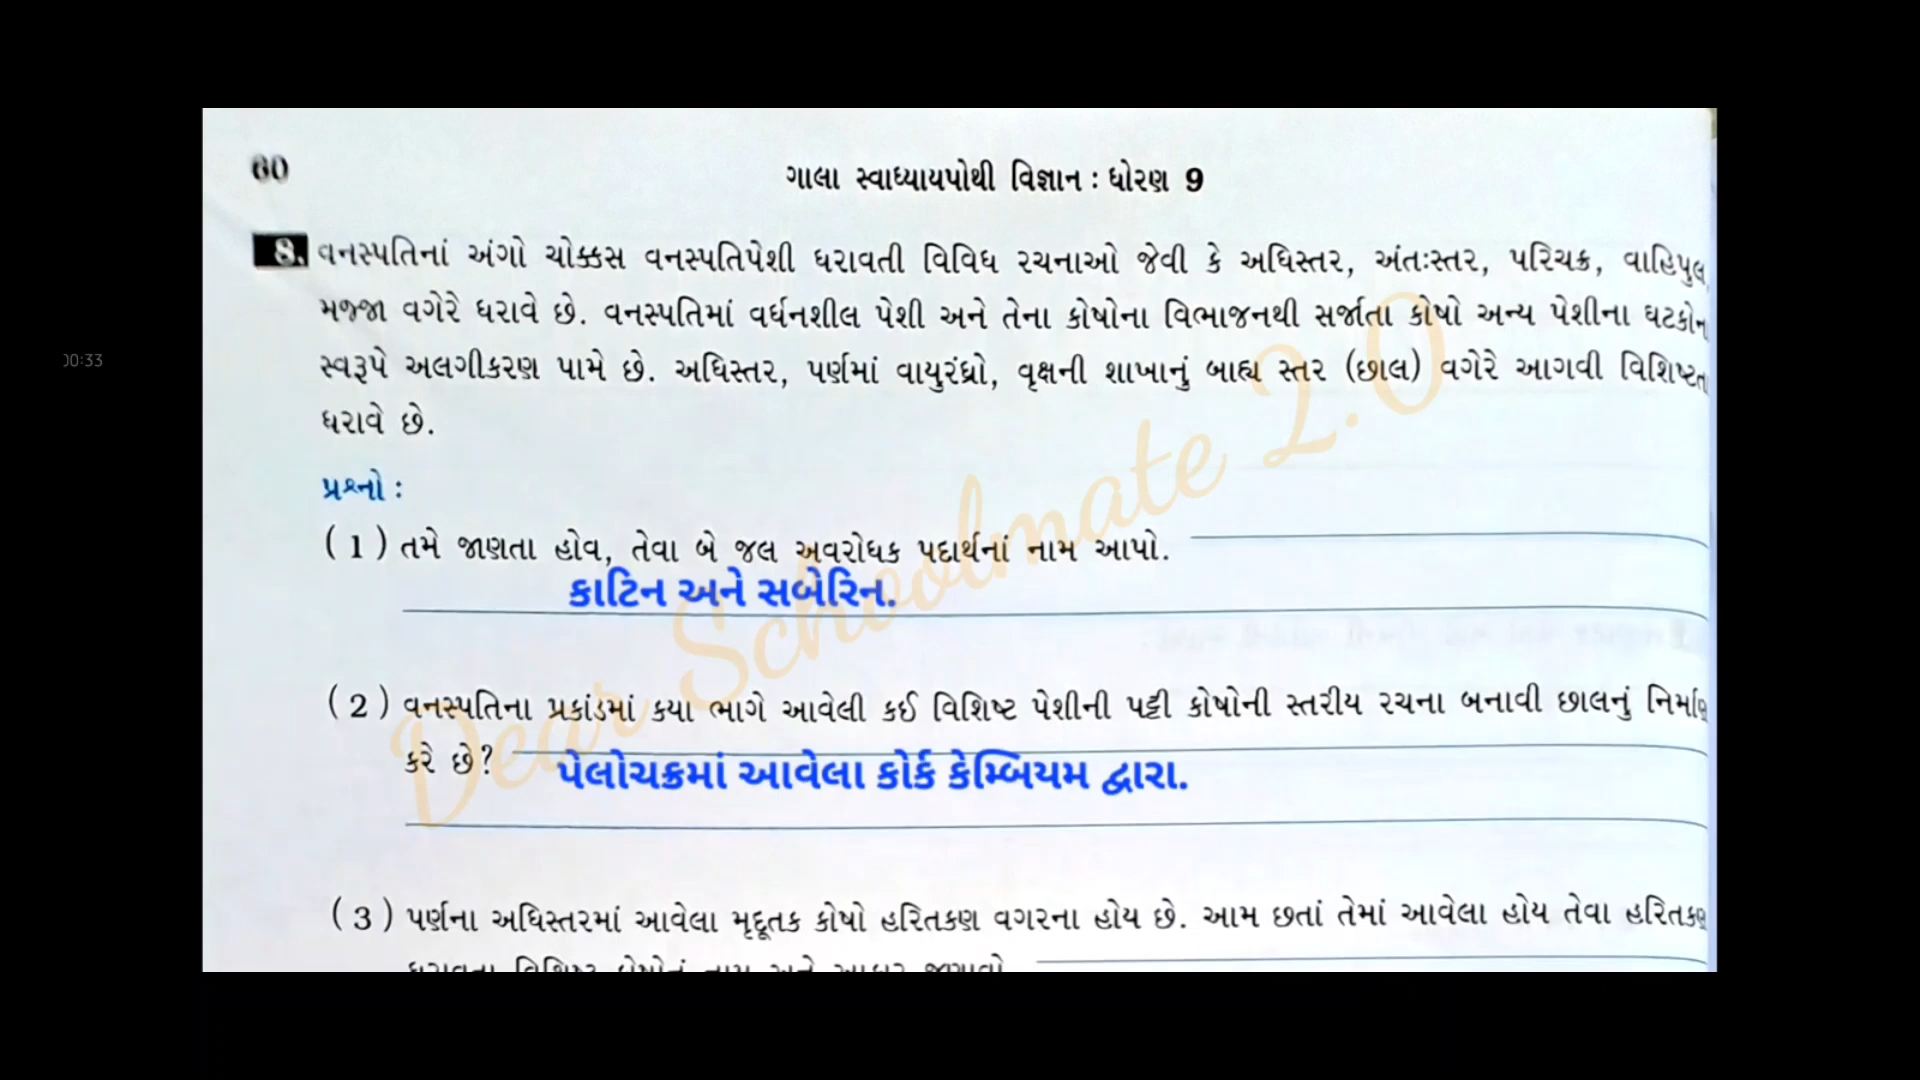 60
ગાલા સ્વાધ્યાયપોથી વિજ્ઞાન : ધોરણ 9
8. વનસ્પતિનાં અંગો ચોક્કસ વનસ્પતિપેશી ધરાવતી વિવિધ રચનાઓ જેવી કે અધિસ્તર, અંતઃસ્તર, પરિચક્ર, વાહિપુલ,
મજ્જા વગેરે ધરાવે છે. વનસ્પતિમાં વર્ધનશીલ પેશી અને તેના કોષોના વિભાજનથી સર્જાતા કોષો અન્ય પેશીના ઘટકોન
00:33
સ્વરૂપે અલગીકરણ પામે છે. અધિસ્તર, પર્ણમાં વાયુરંધ્રો, વૃક્ષની શાખાનું બાહ્ય સ્તર (છાલ) વગેરે આગવી વિશિષ્ટત
ધરાવે છે.
પ્રશ્નો :
( 1 ) તમે જાણતા હોવ, તેવા બે જલ અવરોધક પદાર્થનાં નામ આપો.
કાટિન અને સબેરિન.
Dear Schoolmate 2.0
( 2 ) વનસ્પતિના પ્રકાંડમાં કયા ભાગે આવેલી કઈ વિશિષ્ટ પેશીની પટ્ટી કોષોની સ્તરીય રચના બનાવી છાલનું નિર્માણ
કરે છે?
પેલોચક્રમાં આવેલા કોર્ક કેમ્બિયમ દ્વારા.
( 3 ) પર્ણના અધિસ્તરમાં આવેલા મૃદૂતક કોષો હરિતકણ વગરના હોય છે. આમ છતાં તેમાં આવેલા હોય તેવા હરિતકણ